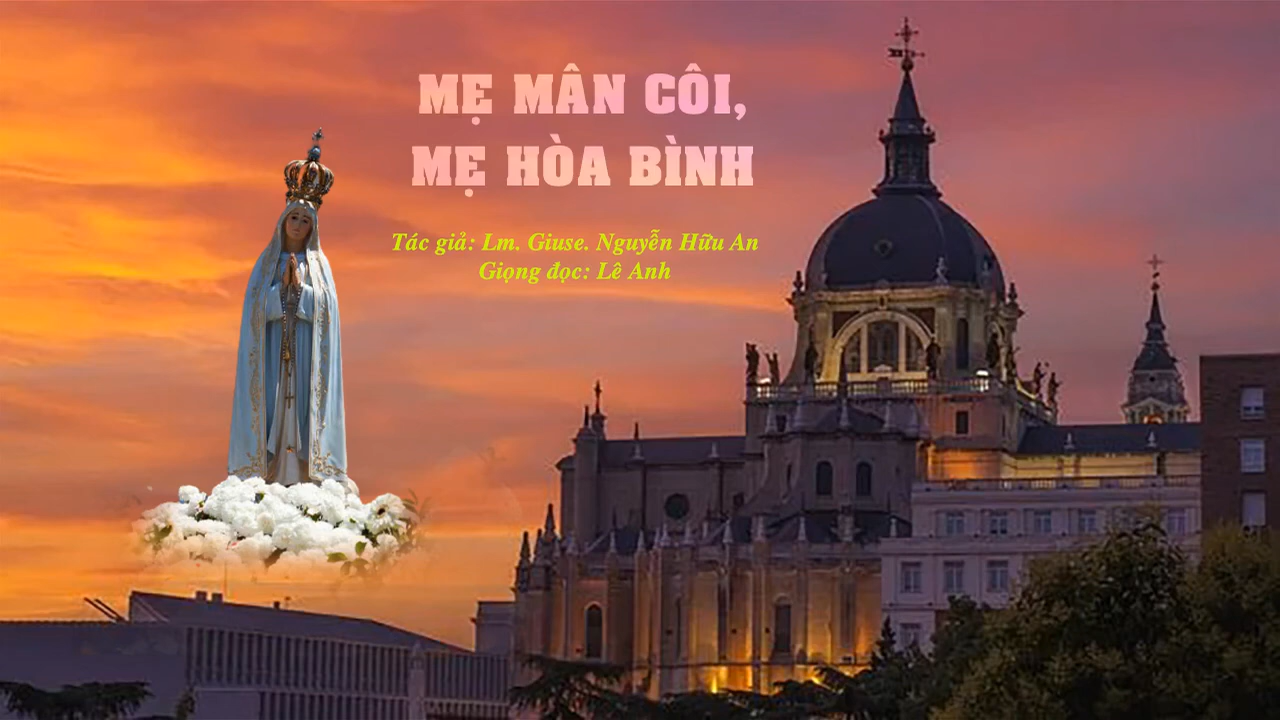 MẸ MÂN CÔI,
MẸ HÒA BÌNH
Tác giả: Lm. Giuse. Nguyễn Hữu An
Giọng đọc: Lê Anh